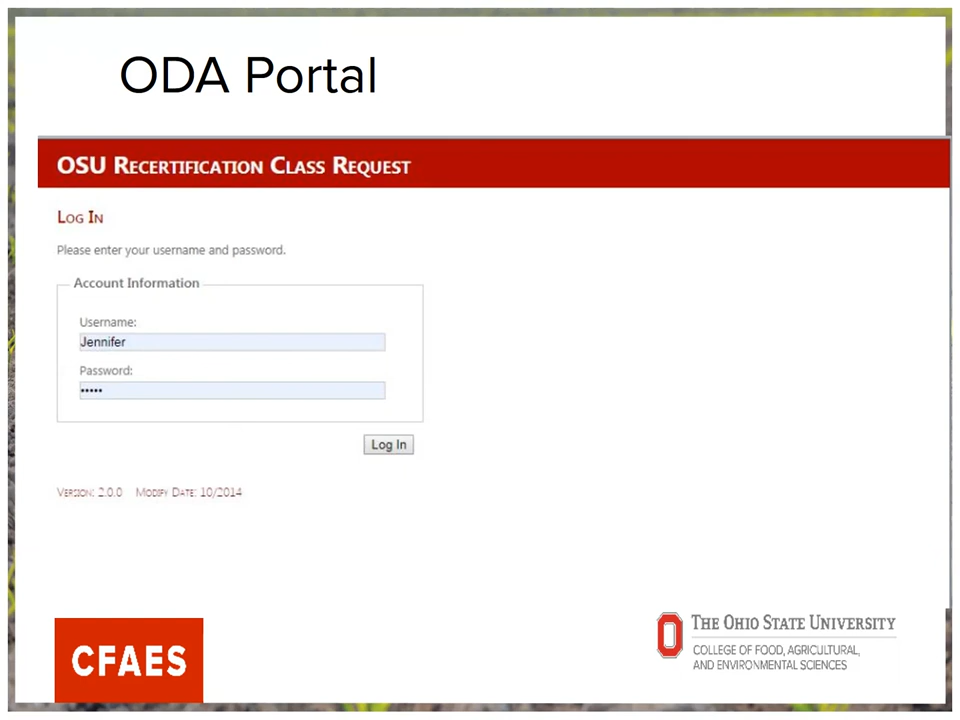 ODA Portal
OSU RECERTIFICATION CLASS REQUEST
LOG IN
Please enter your username and password.
Account Information
Username:
Jennifer
Password:
•••••
Log In
VERSION: 2.0.0 MODIFY DATE: 10/2014
CFAES
THE OHIO STATE UNIVERSITY
COLLEGE OF FOOD, AGRICULTURAL,
AND ENVIRONMENTAL SCIENCES